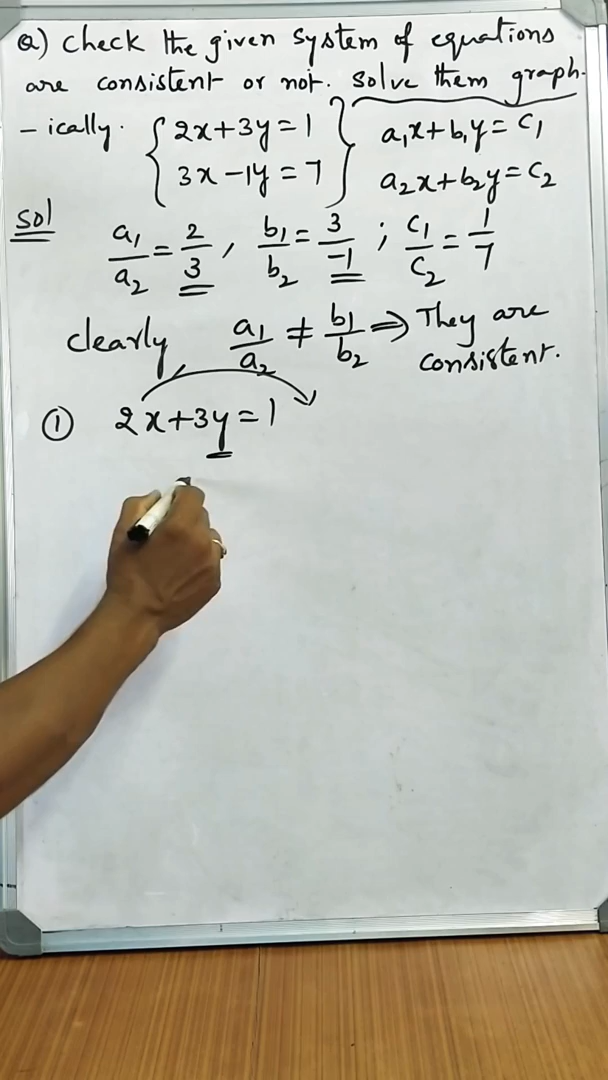 Q) Check the given system of equations
are consistent or not. Solve them graph-
-ically. { 2x+3y=1 } a₁x+b₁y=c₁
3x-1y=7 a₂x+b₂y=c₂
Sol
a₁/a₂ = 2/3, b₁/b₂ = 3/-1 ; c₁/c₂ = 1/7
clearly, a₁/a₂ ≠ b₁/b₂ ⇒ They are
consistent.
① 2x+3y=1